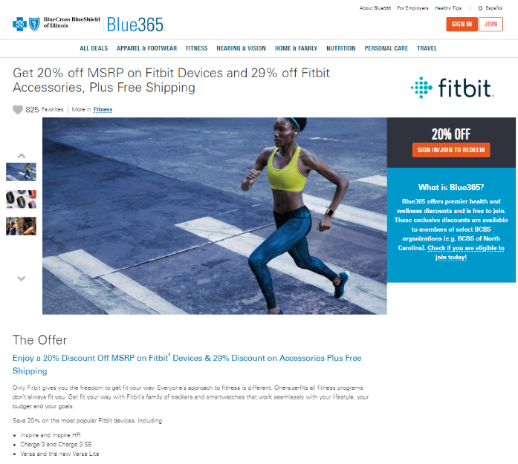 About Blue365 For Employers Healthy Tips Español
BlueCross BlueShield
of Illinois
Blue365
SIGN IN JOIN
ALL DEALS APPAREL & FOOTWEAR FITNESS HEARING & VISION HOME & FAMILY NUTRITION PERSONAL CARE TRAVEL
Get 20% off MSRP on Fitbit Devices and 29% off Fitbit
Accessories, Plus Free Shipping
825 Favorites | More in Fitness
fitbit
20% OFF
SIGN IN/JOIN TO REDEEM
What is Blue365?
Blue365 offers premier health and
wellness discounts and is free to join.
These exclusive discounts are available
to members of select BCBS
organizations (e.g. BCBS of North
Carolina). Check if you are eligible to
join today!
The Offer
Enjoy a 20% Discount Off MSRP on Fitbit® Devices & 29% Discount on Accessories Plus Free
Shipping
Only Fitbit gives you the freedom to get fit your way. Everyone's approach to fitness is different. One-size-fits all fitness programs
don't always fit you. Get fit your way with Fitbit's family of trackers and smartwatches that work seamlessly with your lifestyle, your
budget and your goals.
Save 20% on the most popular Fitbit devices, including:
• Inspire and Inspire HR
• Charge 3 and Charge 3 SE
• Versa and the new Versa Lite